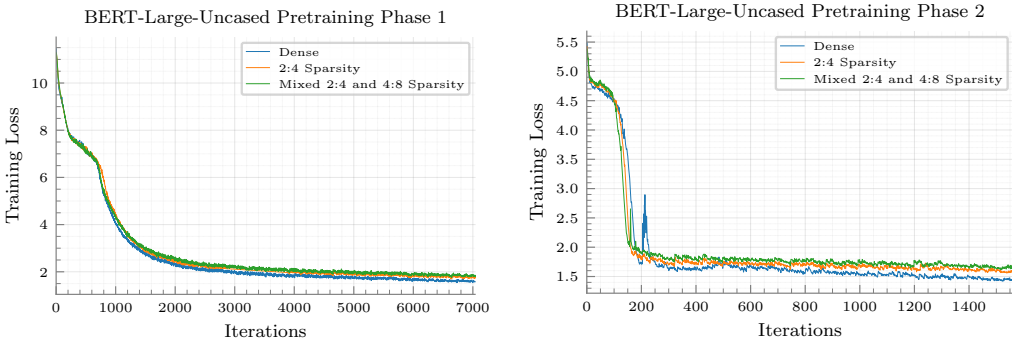 BERT-Large-Uncased Pretraining Phase 1
Training Loss
10
8
6
4
2
0
1000
2000
3000
4000
5000
6000
7000
Iterations
Dense
2:4 Sparsity
Mixed 2:4 and 4:8 Sparsity
BERT-Large-Uncased Pretraining Phase 2
Training Loss
5.5
5.0
4.5
4.0
3.5
3.0
2.5
2.0
1.5
0
200
400
600
800
1000
1200
1400
Iterations
Dense
2:4 Sparsity
Mixed 2:4 and 4:8 Sparsity